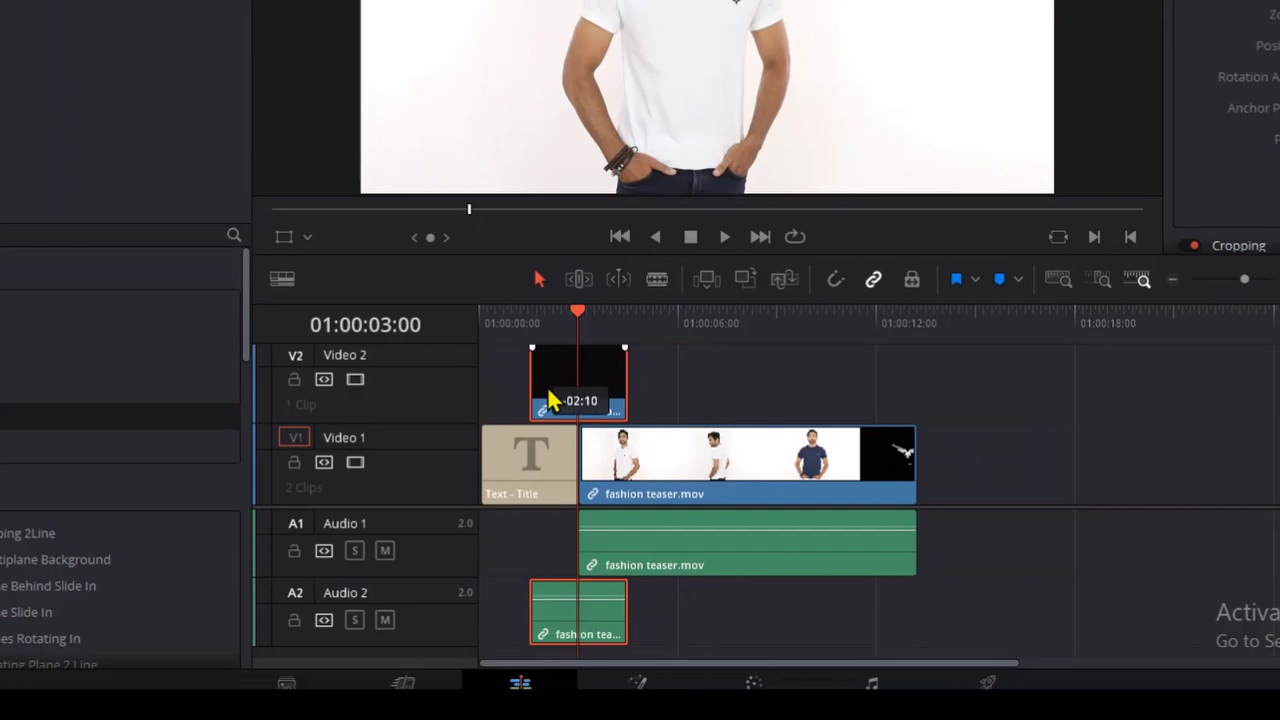 Zo
Posi
Rotation A
Anchor P
P
Cropping
01:00:03:00
01:00:00:00
01:00:06:00
01:00:12:00
01:00:18:00
V2 Video 2
1 Clip
-02:10
a...
V1 Video 1
2 Clips
T
Text - Title
fashion teaser.mov
A1 Audio 1 2.0
S M
fashion teaser.mov
A2 Audio 2 2.0
S M
fashion tea...
ping 2Line
tiplane Background
e Behind Slide In
e Slide In
es Rotating In
ating Plane 2 Line
Activa
Go to Se